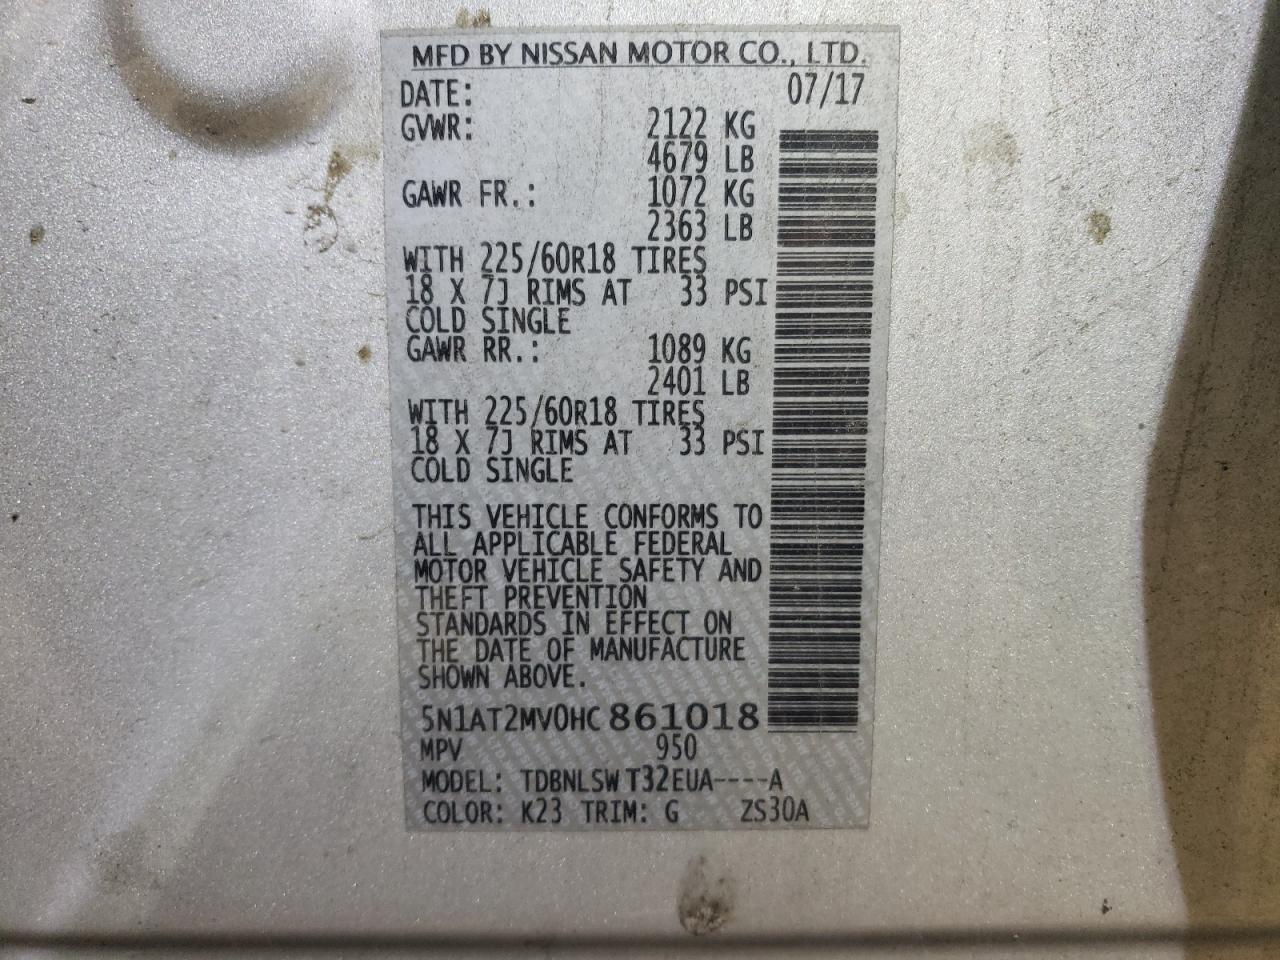 MFD BY NISSAN MOTOR CO., LTD.
DATE: 07/17
GVWR: 2122 KG
4679 LB
GAWR FR.: 1072 KG
2363 LB
WITH 225/60R18 TIRES
18 X 7J RIMS AT 33 PSI
COLD SINGLE
GAWR RR.: 1089 KG
2401 LB
WITH 225/60R18 TIRES
18 X 7J RIMS AT 33 PSI
COLD SINGLE
THIS VEHICLE CONFORMS TO
ALL APPLICABLE FEDERAL
MOTOR VEHICLE SAFETY AND
THEFT PREVENTION
STANDARDS IN EFFECT ON
THE DATE OF MANUFACTURE
SHOWN ABOVE.
5N1AT2MV0HC861018
MPV 950
MODEL: TDBNLSW T32EUA----A
COLOR: K23 TRIM: G ZS30A